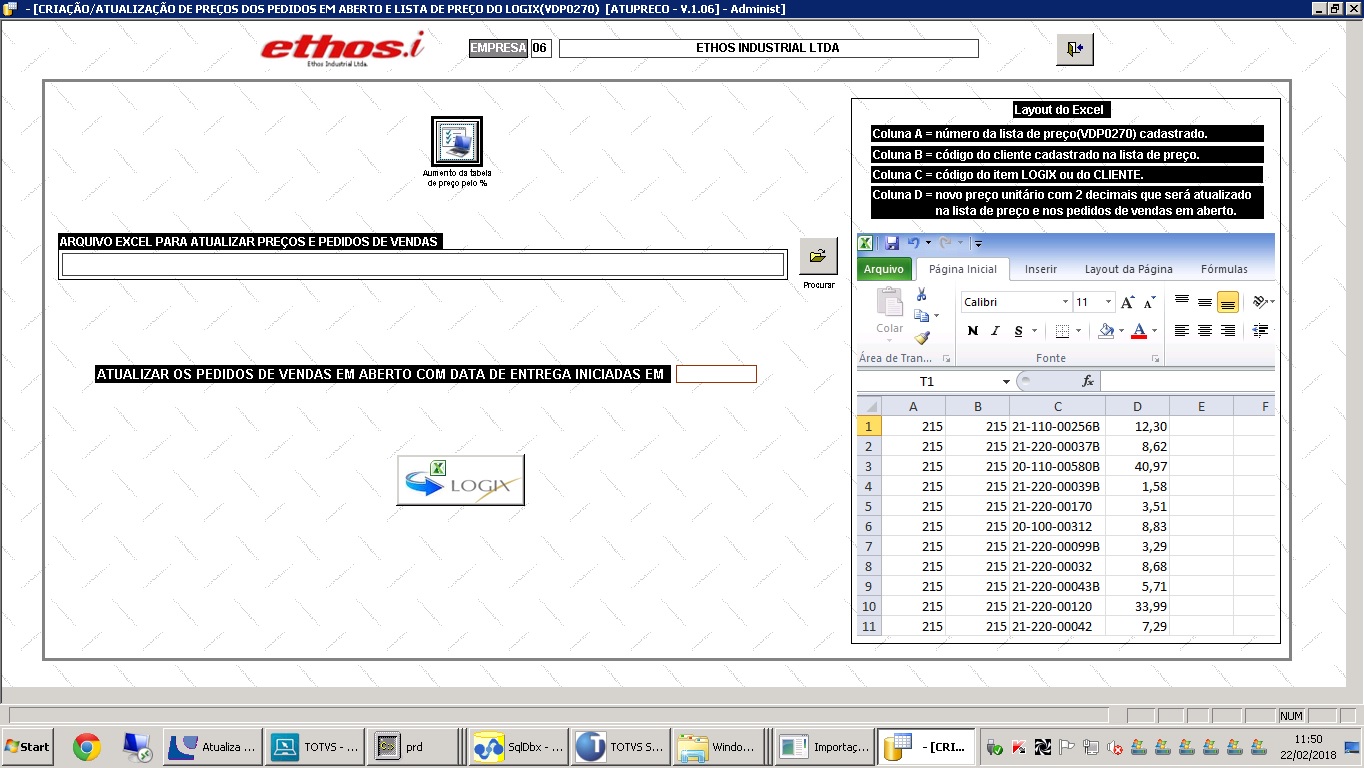 - [CRIAÇÃO/ATUALIZAÇÃO DE PREÇOS DOS PEDIDOS EM ABERTO E LISTA DE PREÇO DO LOGIX(VDP0270) [ATUPRECO - V.1.06] - Administ]
ethos.i
Ethos Industrial Ltda.
EMPRESA 06 ETHOS INDUSTRIAL LTDA
Aumento da tabela
de preço pelo %
ARQUIVO EXCEL PARA ATUALIZAR PREÇOS E PEDIDOS DE VENDAS
Procurar
ATUALIZAR OS PEDIDOS DE VENDAS EM ABERTO COM DATA DE ENTREGA INICIADAS EM
LOGIX
Layout do Excel
Coluna A = número da lista de preço(VDP0270) cadastrado.
Coluna B = código do cliente cadastrado na lista de preço.
Coluna C = código do item LOGIX ou do CLIENTE.
Coluna D = novo preço unitário com 2 decimais que será atualizado
na lista de preço e nos pedidos de vendas em aberto.
Arquivo Página Inicial Inserir Layout da Página Fórmulas
Colar Calibri 11 A A
N I S A
Área de Tran... Fonte
T1 fx
A B C D E F
1 215 215 21-110-00256B 12,30
2 215 215 21-220-00037B 8,62
3 215 215 20-110-00580B 40,97
4 215 215 21-220-00039B 1,58
5 215 215 21-220-00170 3,51
6 215 215 20-100-00312 8,83
7 215 215 21-220-00099B 3,29
8 215 215 21-220-00032 8,68
9 215 215 21-220-00043B 5,71
10 215 215 21-220-00120 33,99
11 215 215 21-220-00042 7,29
NUM
Start Atualiza ... TOTVS - ... prd SqlDbx - ... TOTVS S... Windo... Importaç... - [CRI... 11:50
22/02/2018